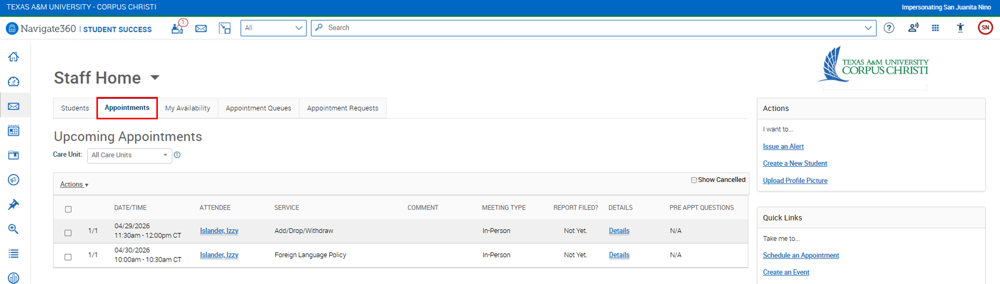 TEXAS A&M UNIVERSITY - CORPUS CHRISTI
Impersonating San Juanita Nino
Navigate360 | STUDENT SUCCESS
1
All
Search
SN
TEXAS A&M UNIVERSITY
CORPUS CHRISTI
Staff Home
Students
Appointments
My Availability
Appointment Queues
Appointment Requests
Upcoming Appointments
Care Unit: All Care Units
Actions
Show Cancelled
DATE/TIME ATTENDEE SERVICE COMMENT MEETING TYPE REPORT FILED? DETAILS PRE APPT QUESTIONS
1/1 04/29/2026 11:30am - 12:00pm CT Islander, Izzy Add/Drop/Withdraw In-Person Not Yet. Details N/A
1/1 04/30/2026 10:00am - 10:30am CT Islander, Izzy Foreign Language Policy In-Person Not Yet. Details N/A
Actions
I want to...
Issue an Alert
Create a New Student
Upload Profile Picture
Quick Links
Take me to...
Schedule an Appointment
Create an Event